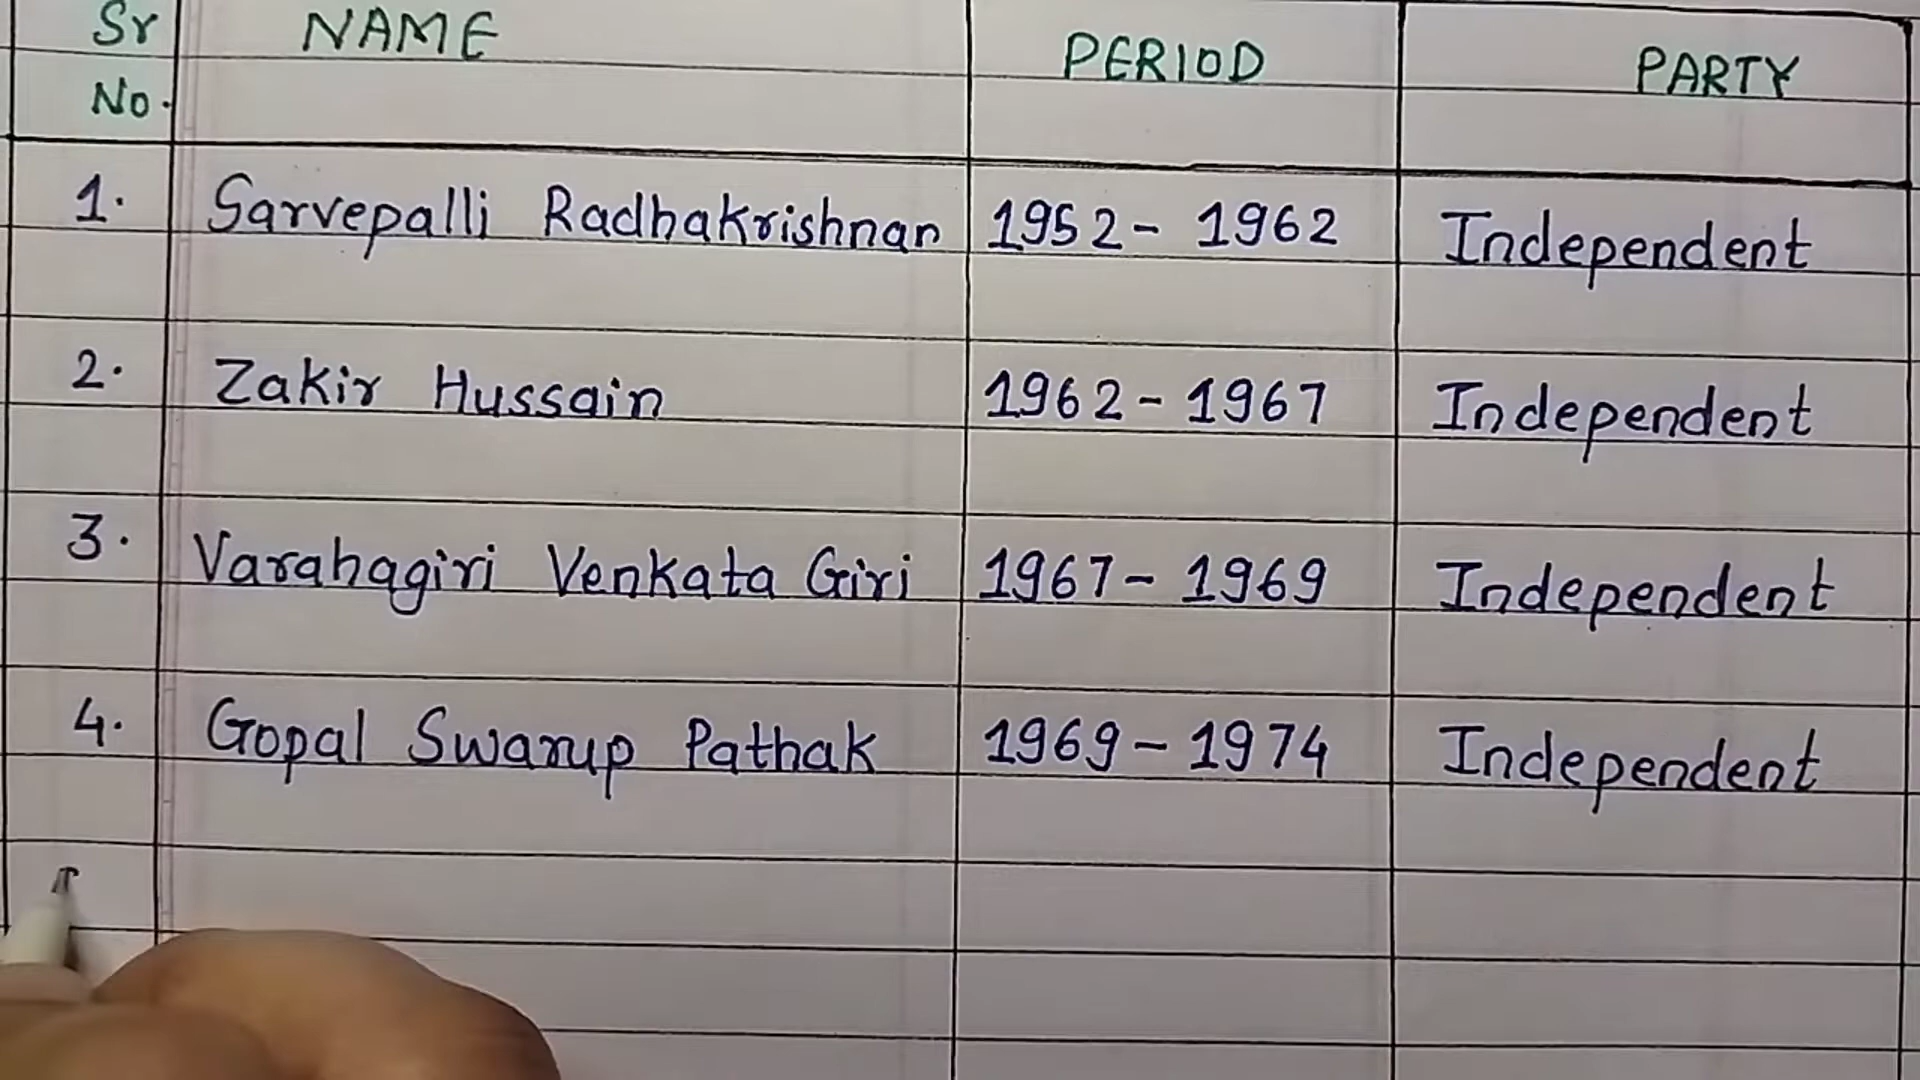 Sr No. NAME PERIOD PARTY
1. Sarvepalli Radhakrishnan 1952 - 1962 Independent
2. Zakir Hussain 1962 - 1967 Independent
3. Varahagiri Venkata Giri 1967 - 1969 Independent
4. Gopal Swarup Pathak 1969 - 1974 Independent